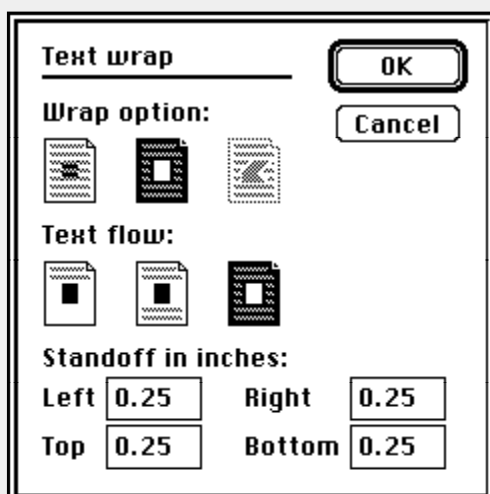 Text wrap
OK
Wrap option:
Cancel
Text flow:
Standoff in inches:
Left 0.25 Right 0.25
Top 0.25 Bottom 0.25